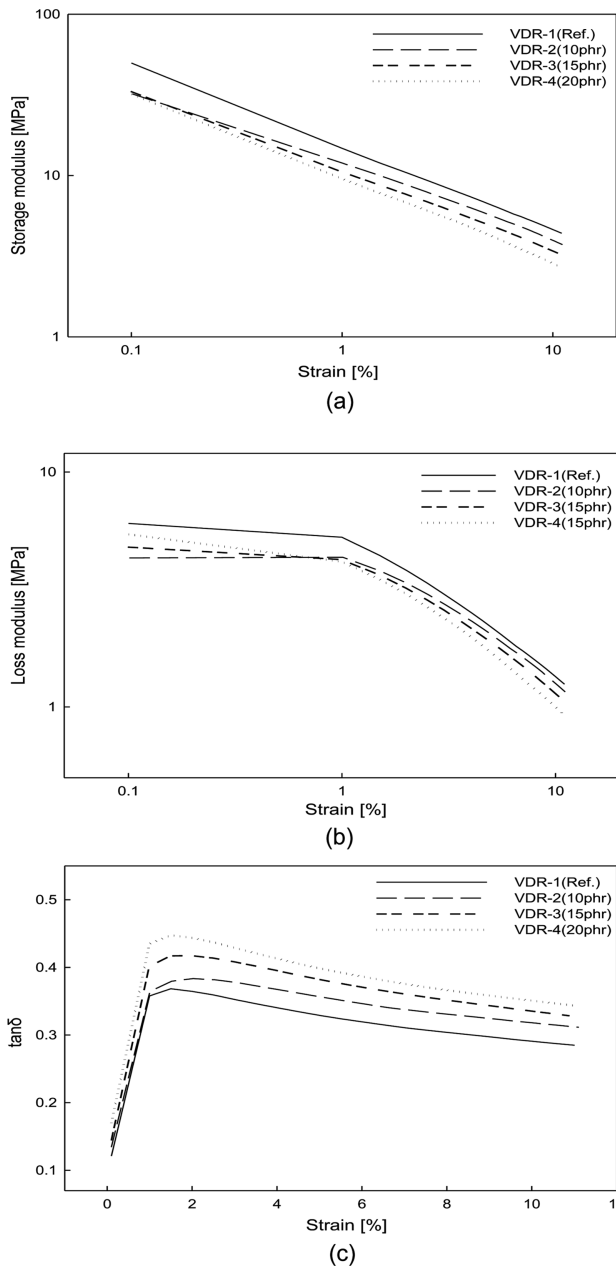 100
10
1
Storage modulus [MPa]
VDR-1(Ref.)
VDR-2(10phr)
VDR-3(15phr)
VDR-4(20phr)
0.1
1
10
Strain [%]
(a)
10
1
Loss modulus [MPa]
VDR-1(Ref.)
VDR-2(10phr)
VDR-3(15phr)
VDR-4(15phr)
0.1
1
10
Strain [%]
(b)
0.5
0.4
0.3
0.2
0.1
tanδ
VDR-1(Ref.)
VDR-2(10phr)
VDR-3(15phr)
VDR-4(20phr)
0
2
4
6
8
10
Strain [%]
(c)